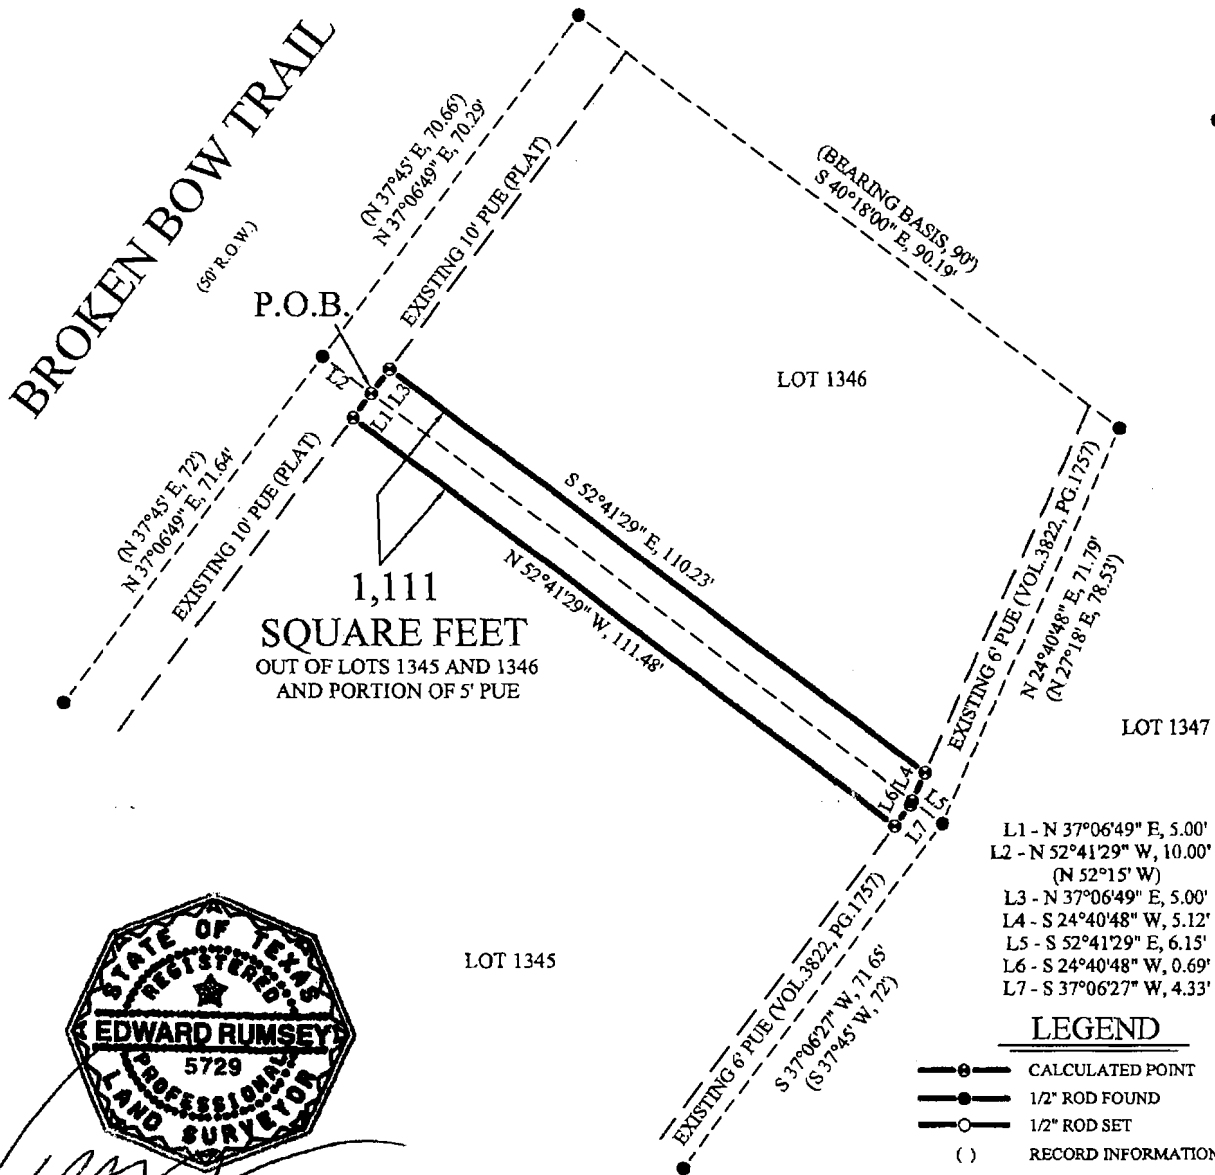 BROKEN BOW TRAIL
(50' R.O.W.)
(N 37°45' E, 70.66')
N 37°06'49" E, 70.29'
EXISTING 10' PUE (PLAT)
(BEARING BASIS, 90')
S 40°18'00" E, 90.19'
P.O.B.
L2
L1
L3
LOT 1346
(N 37°45' E, 72')
N 37°06'49" E, 71.64'
EXISTING 10' PUE (PLAT)
S 52°41'29" E, 110.23'
N 52°41'29" W, 111.48'
1,111
SQUARE FEET
OUT OF LOTS 1345 AND 1346
AND PORTION OF 5' PUE
EXISTING 6' PUE (VOL.3822, PG.1757)
N 24°40'48" E, 71.79'
(N 27°18' E, 78.53')
LOT 1347
L6
L4
L7
L5
L1 - N 37°06'49" E, 5.00'
L2 - N 52°41'29" W, 10.00'
(N 52°15' W)
L3 - N 37°06'49" E, 5.00'
L4 - S 24°40'48" W, 5.12'
L5 - S 52°41'29" E, 6.15'
L6 - S 24°40'48" W, 0.69'
L7 - S 37°06'27" W, 4.33'
LOT 1345
EXISTING 6' PUE (VOL.3822, PG.1757)
S 37°06'27" W, 71.65'
(S 37°45' W, 72')
STATE OF TEXAS
REGISTERED
EDWARD RUMSEY
5729
PROFESSIONAL
LAND SURVEYOR
LEGEND
CALCULATED POINT
1/2" ROD FOUND
1/2" ROD SET
( ) RECORD INFORMATION